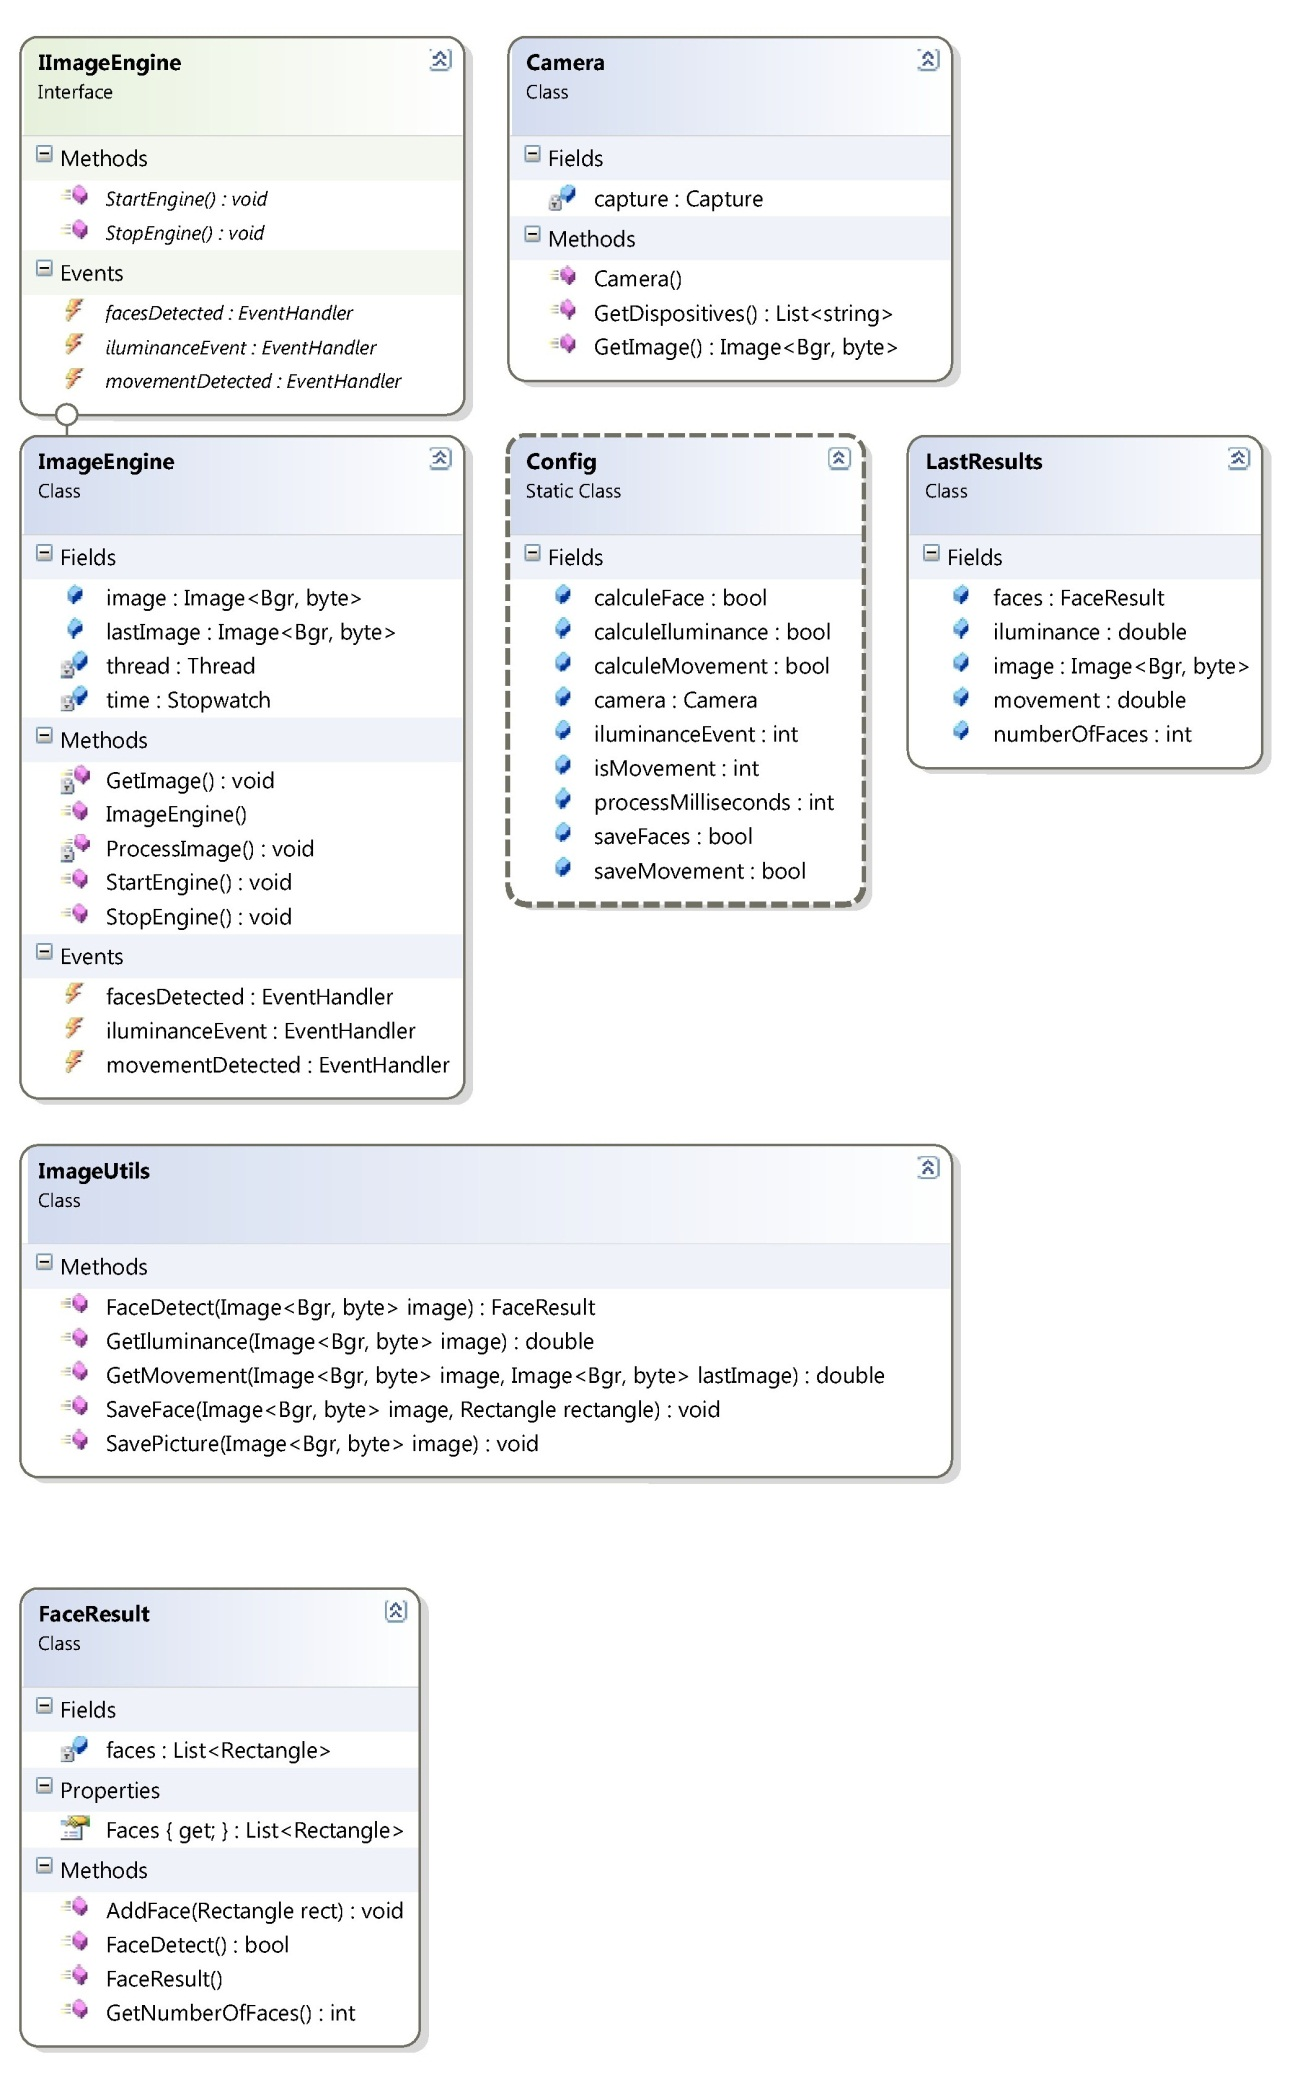 IImageEngine
Interface
Methods
StartEngine() : void
StopEngine() : void
Events
facesDetected : EventHandler
iluminanceEvent : EventHandler
movementDetected : EventHandler
Camera
Class
Fields
capture : Capture
Methods
Camera()
GetDispositives() : List<string>
GetImage() : Image<Bgr, byte>
ImageEngine
Class
Fields
image : Image<Bgr, byte>
lastImage : Image<Bgr, byte>
thread : Thread
time : Stopwatch
Methods
GetImage() : void
ImageEngine()
ProcessImage() : void
StartEngine() : void
StopEngine() : void
Events
facesDetected : EventHandler
iluminanceEvent : EventHandler
movementDetected : EventHandler
Config
Static Class
Fields
calculeFace : bool
calculeIluminance : bool
calculeMovement : bool
camera : Camera
iluminanceEvent : int
isMovement : int
processMilliseconds : int
saveFaces : bool
saveMovement : bool
LastResults
Class
Fields
faces : FaceResult
iluminance : double
image : Image<Bgr, byte>
movement : double
numberOfFaces : int
ImageUtils
Class
Methods
FaceDetect(Image<Bgr, byte> image) : FaceResult
GetIluminance(Image<Bgr, byte> image) : double
GetMovement(Image<Bgr, byte> image, Image<Bgr, byte> lastImage) : double
SaveFace(Image<Bgr, byte> image, Rectangle rectangle) : void
SavePicture(Image<Bgr, byte> image) : void
FaceResult
Class
Fields
faces : List<Rectangle>
Properties
Faces { get; } : List<Rectangle>
Methods
AddFace(Rectangle rect) : void
FaceDetect() : bool
FaceResult()
GetNumberOfFaces() : int